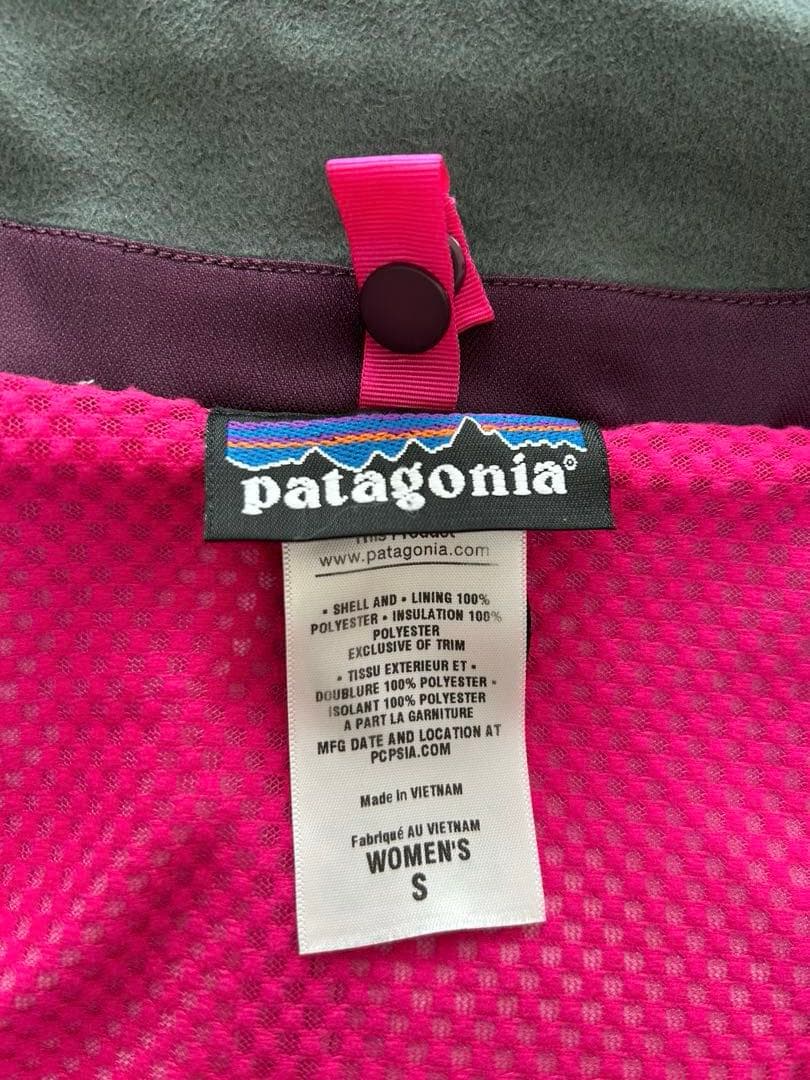 patagonia®
This Product
www.patagonia.com
• SHELL AND • LINING 100%
POLYESTER • INSULATION 100%
POLYESTER
EXCLUSIVE OF TRIM
• TISSU EXTERIEUR ET •
DOUBLURE 100% POLYESTER •
ISOLANT 100% POLYESTER
A PART LA GARNITURE
MFG DATE AND LOCATION AT
PCPSIA.COM
Made in VIETNAM
Fabriqué AU VIETNAM
WOMEN'S
S